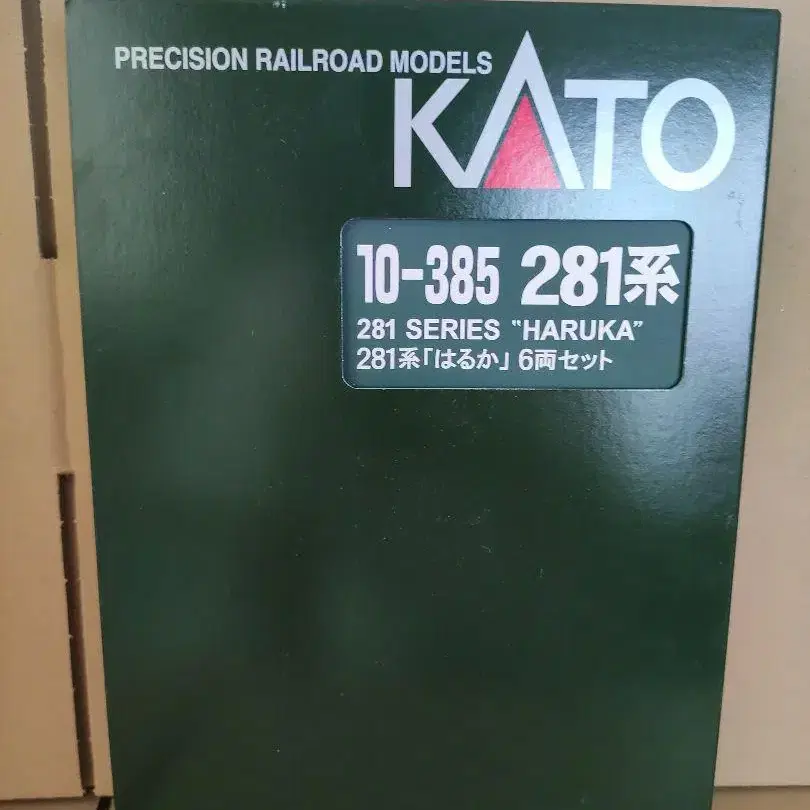 PRECISION RAILROAD MODELS
KATO
10-385 281系
281 SERIES "HARUKA"
281系「はるか」6両セット